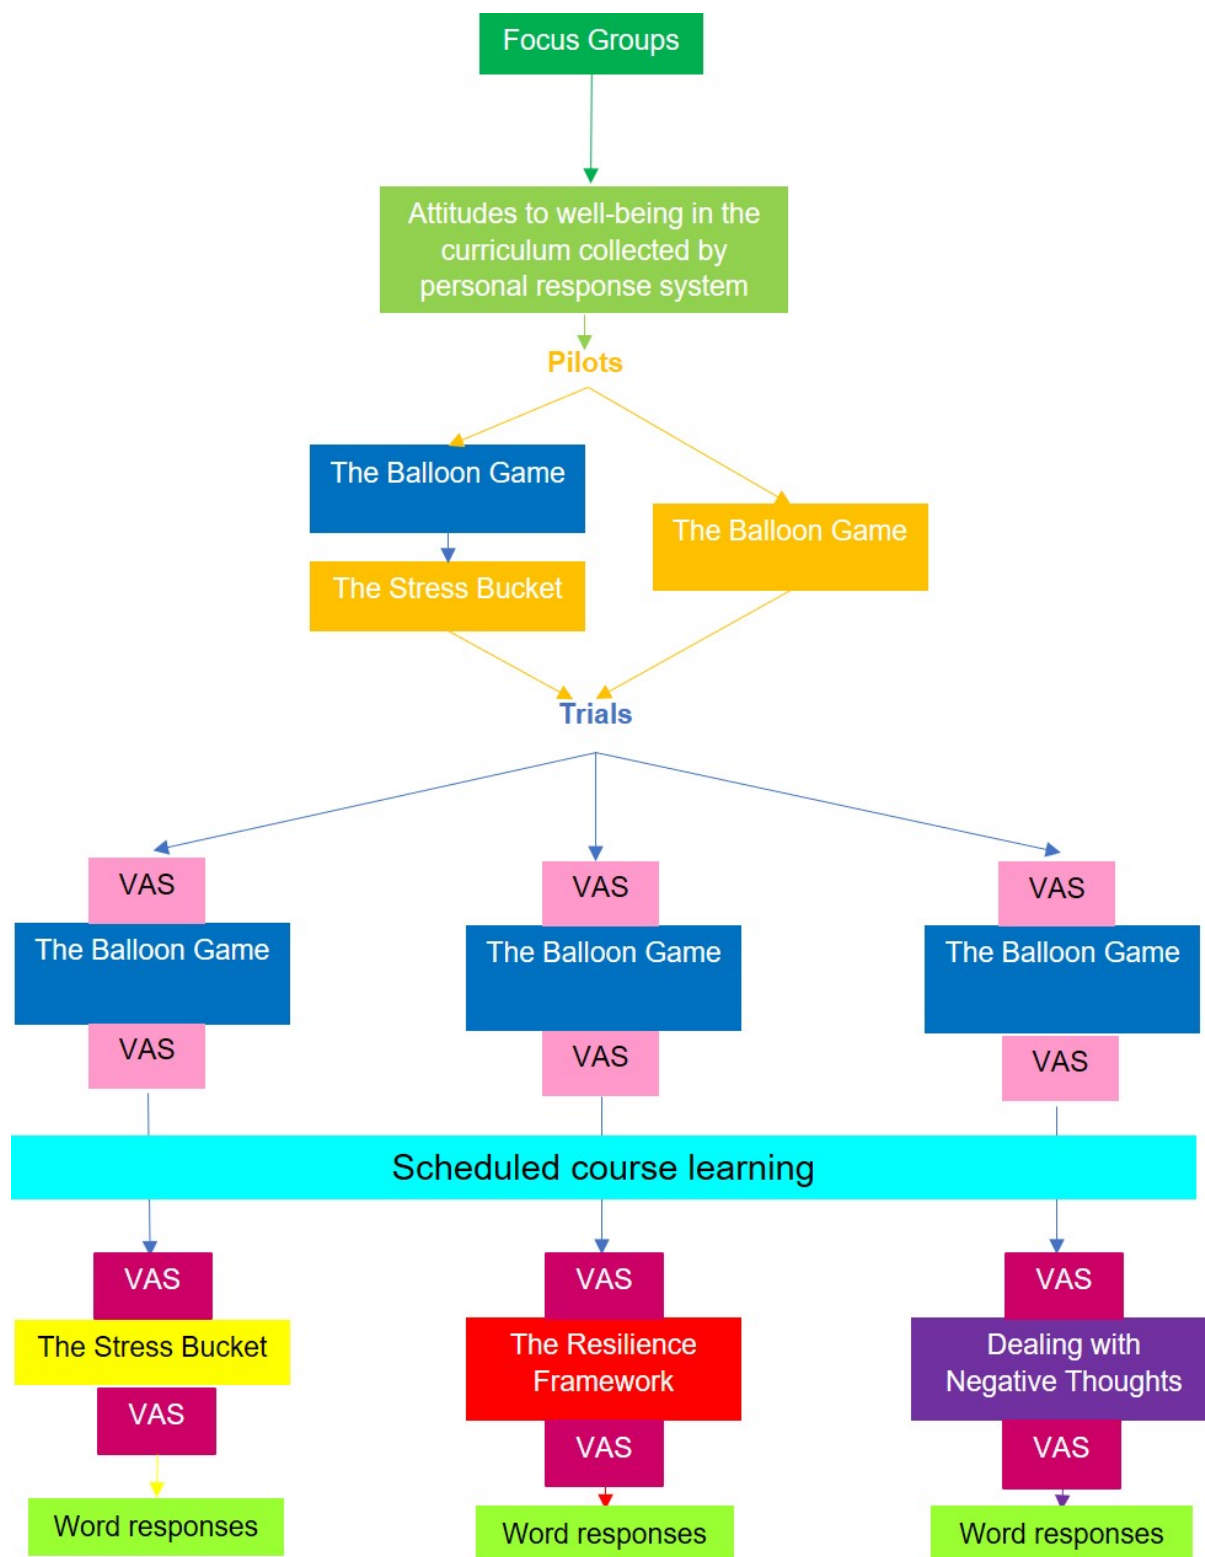 Focus Groups
Attitudes to well-being in the
curriculum collected by
personal response system
Pilots
The Balloon Game
The Stress Bucket
The Balloon Game
Trials
VAS
VAS
VAS
The Balloon Game
The Balloon Game
The Balloon Game
VAS
VAS
VAS
Scheduled course learning
VAS
VAS
VAS
The Stress Bucket
The Resilience
Framework
Dealing with
Negative Thoughts
VAS
VAS
VAS
Word responses
Word responses
Word responses